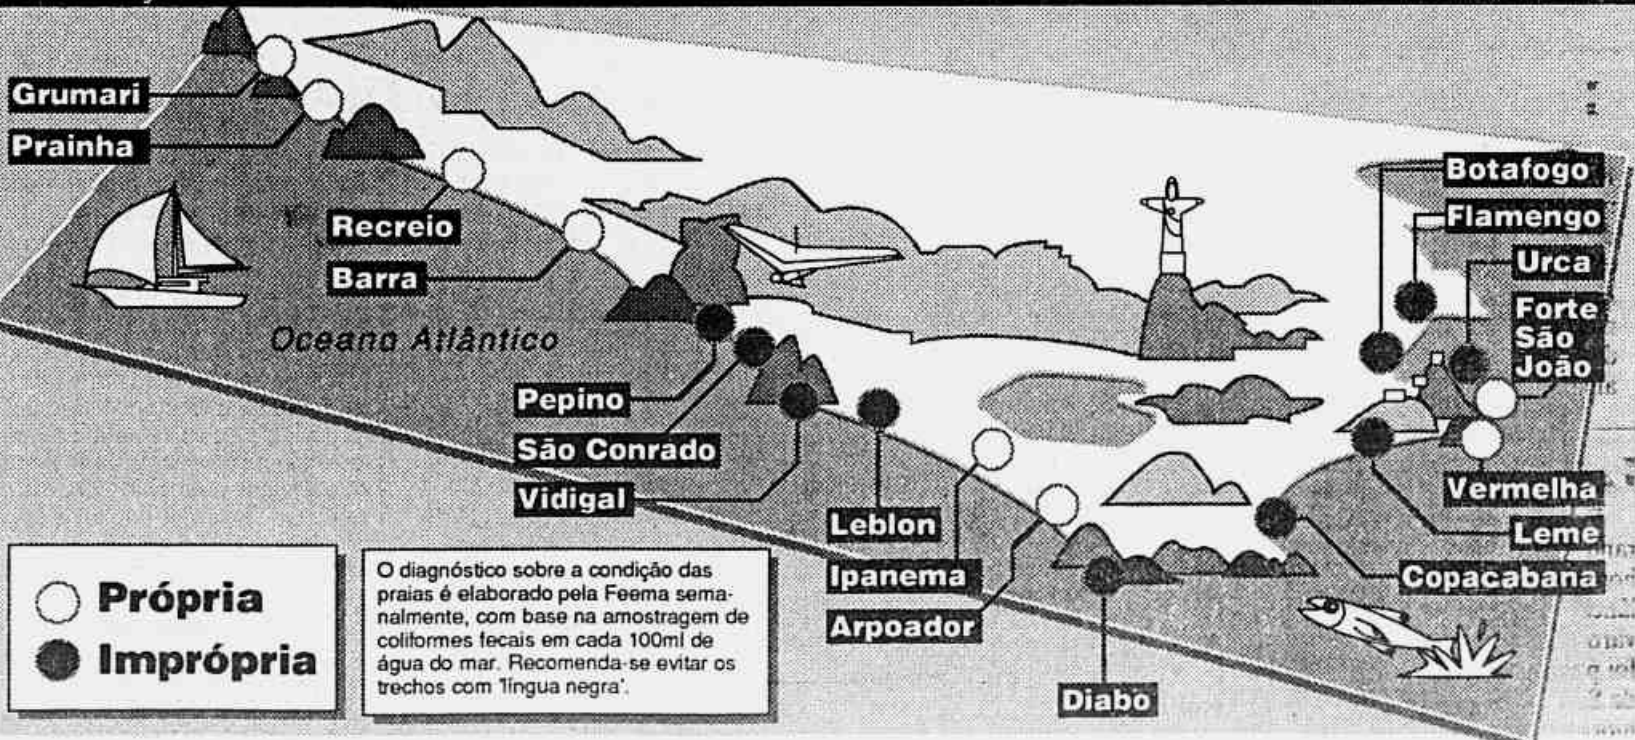 Grumari
Prainha
Recreio
Barra
Oceano Atlântico
Pepino
São Conrado
Vidigal
Leblon
Ipanema
Arpoador
Diabo
Botafogo
Flamengo
Urca
Forte
São
João
Vermelha
Leme
Copacabana
Própria
Imprópria
O diagnóstico sobre a condição das
praias é elaborado pela Feema sema-
nalmente, com base na amostragem de
coliformes fecais em cada 100ml de
água do mar. Recomenda-se evitar os
trechos com 'língua negra'.